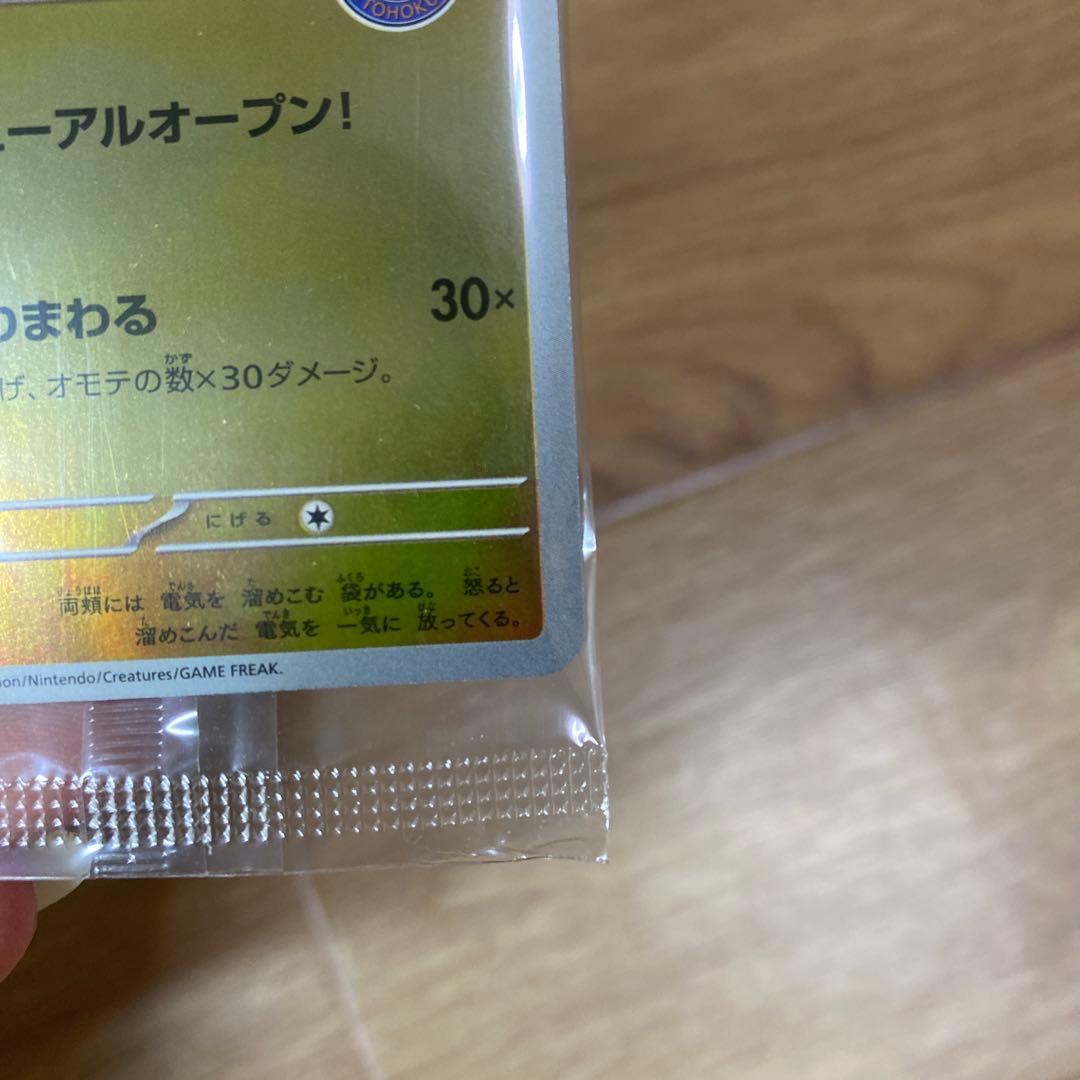 TOHOKU
ューアルオープン!
りまわる 30×
げ、オモテの数×30ダメージ。
にげる
両頬には 電気を 溜めこむ 袋がある。 怒ると
溜めこんだ 電気を 一気に 放ってくる。
on/Nintendo/Creatures/GAME FREAK.